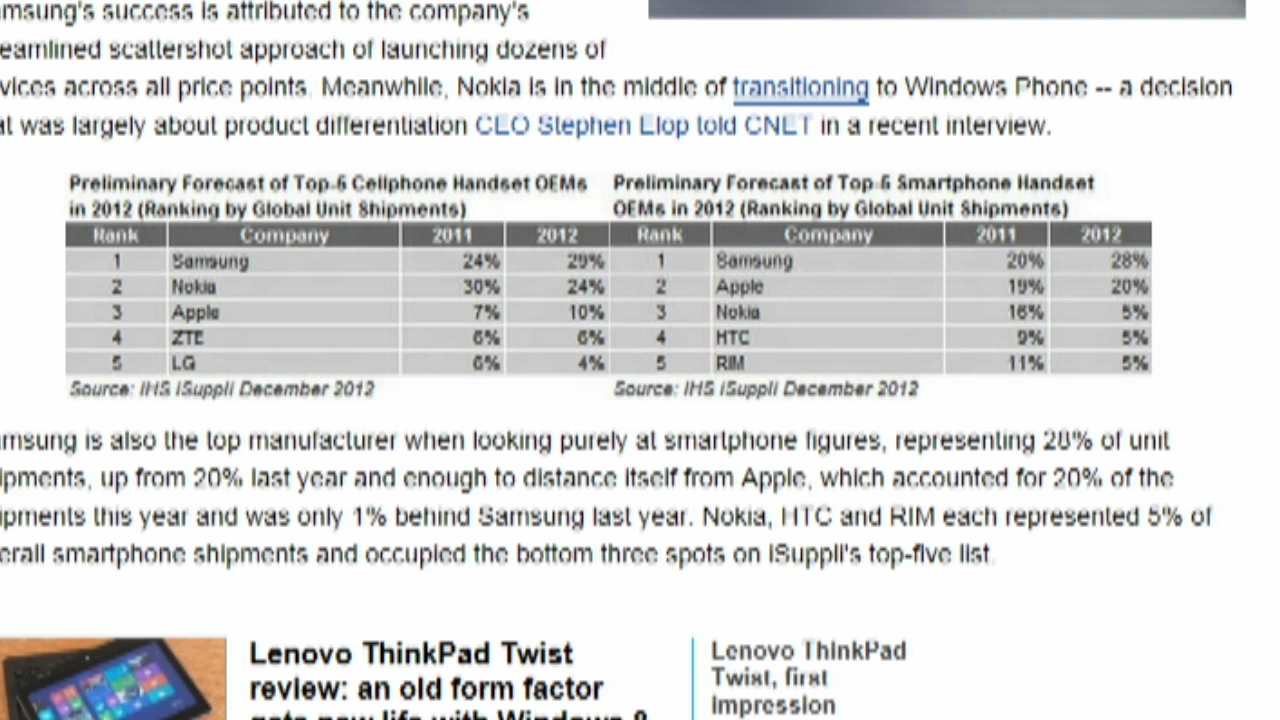 amsung's success is attributed to the company's
eamlined scattershot approach of launching dozens of
vices across all price points. Meanwhile, Nokia is in the middle of transitioning to Windows Phone -- a decision
at was largely about product differentiation CEO Stephen Elop told CNET in a recent interview.
Preliminary Forecast of Top-5 Cellphone Handset OEMs
in 2012 (Ranking by Global Unit Shipments)
Rank Company 2011 2012
1 Samsung 24% 29%
2 Nokia 30% 24%
3 Apple 7% 10%
4 ZTE 6% 6%
5 LG 6% 4%
Source: IHS iSuppli December 2012
Preliminary Forecast of Top-5 Smartphone Handset
OEMs in 2012 (Ranking by Global Unit Shipments)
Rank Company 2011 2012
1 Samsung 20% 28%
2 Apple 19% 20%
3 Nokia 16% 5%
4 HTC 9% 5%
5 RIM 11% 5%
Source: IHS iSuppli December 2012
amsung is also the top manufacturer when looking purely at smartphone figures, representing 28% of unit
ipments, up from 20% last year and enough to distance itself from Apple, which accounted for 20% of the
ipments this year and was only 1% behind Samsung last year. Nokia, HTC and RIM each represented 5% of
erall smartphone shipments and occupied the bottom three spots on iSuppli's top-five list.
Lenovo ThinkPad Twist
review: an old form factor
gets new life with Windows 8
Lenovo ThinkPad
Twist, first
impression